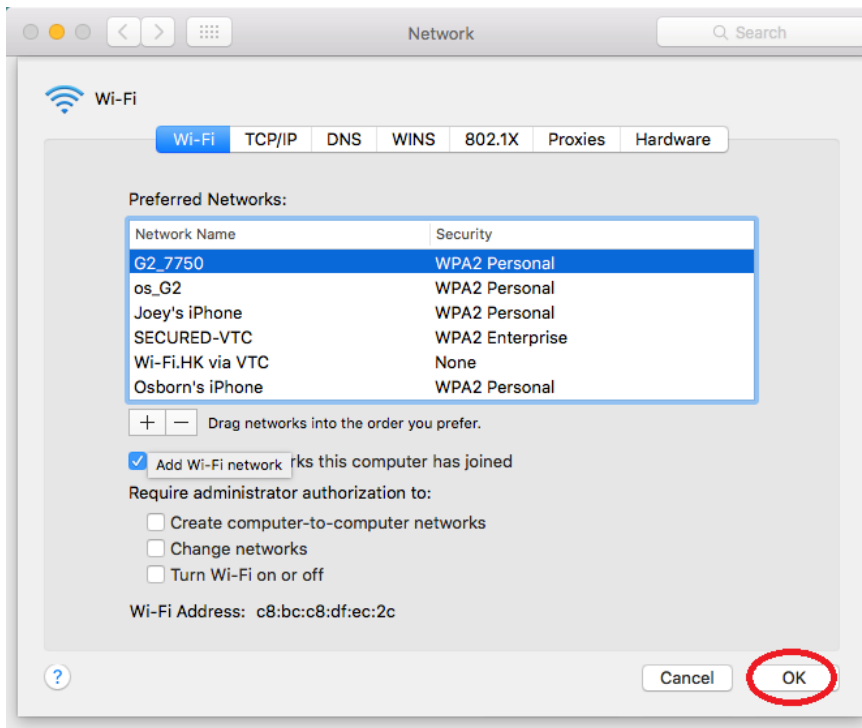 Network
Search
Wi-Fi
Wi-Fi TCP/IP DNS WINS 802.1X Proxies Hardware
Preferred Networks:
Network Name Security
G2_7750 WPA2 Personal
os_G2 WPA2 Personal
Joey's iPhone WPA2 Personal
SECURED-VTC WPA2 Enterprise
Wi-Fi.HK via VTC None
Osborn's iPhone WPA2 Personal
+ − Drag networks into the order you prefer.
Add Wi-Fi network rks this computer has joined
Require administrator authorization to:
Create computer-to-computer networks
Change networks
Turn Wi-Fi on or off
Wi-Fi Address: c8:bc:c8:df:ec:2c
? Cancel OK